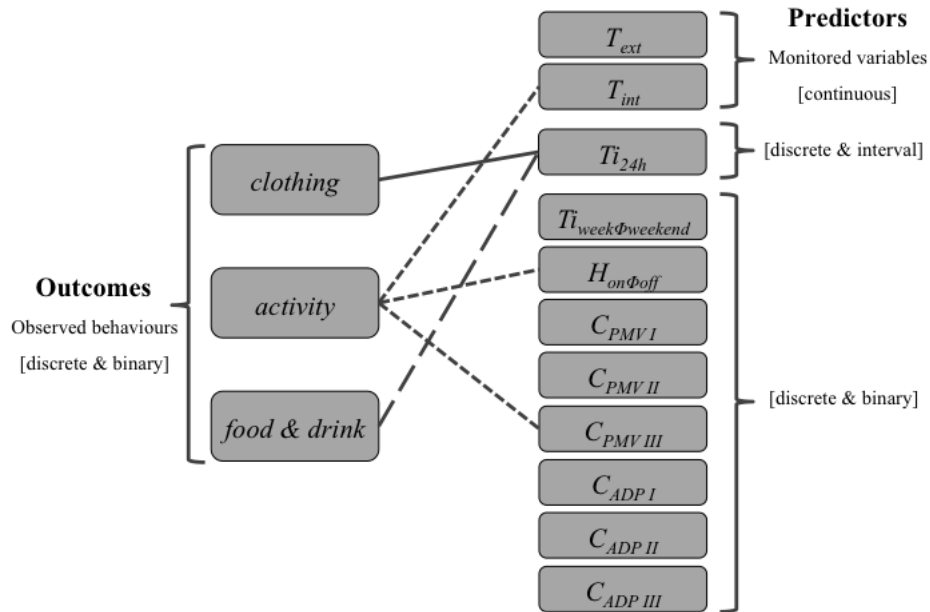 Outcomes
Observed behaviours
[discrete & binary]
clothing
activity
food & drink
T_ext
T_int
Ti_24h
Ti_weekΦweekend
H_onΦoff
C_PMV I
C_PMV II
C_PMV III
C_ADP I
C_ADP II
C_ADP III
Predictors
Monitored variables
[continuous]
[discrete & interval]
[discrete & binary]